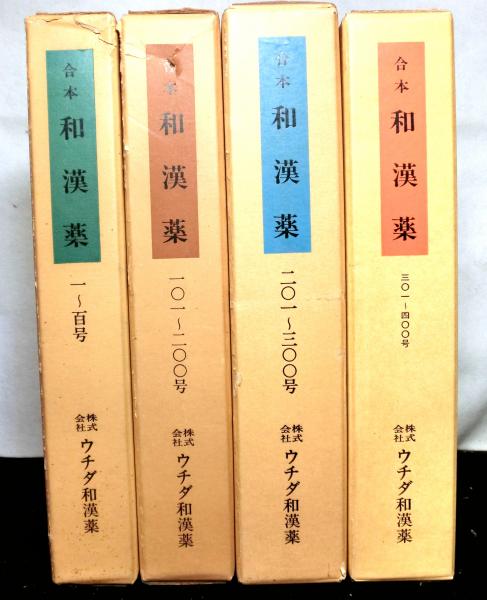 合本 和漢薬
一〜百号
株式会社 ウチダ和漢薬
合本 和漢薬
一〇一〜二〇〇号
株式会社 ウチダ和漢薬
合本 和漢薬
二〇一〜三〇〇号
株式会社 ウチダ和漢薬
合本 和漢薬
三〇一〜四〇〇号
株式会社 ウチダ和漢薬